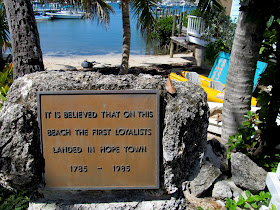 IT IS BELIEVED THAT ON THIS
BEACH THE FIRST LOYALISTS
LANDED IN HOPE TOWN
1785 - 1985